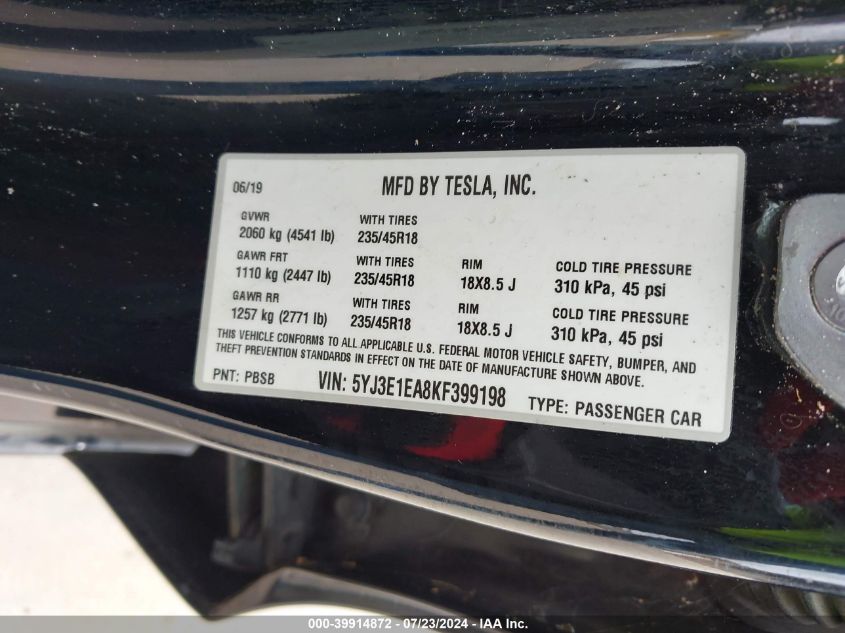 06/19 MFD BY TESLA, INC.
GVWR WITH TIRES
2060 kg (4541 lb) 235/45R18
GAWR FRT WITH TIRES RIM COLD TIRE PRESSURE
1110 kg (2447 lb) 235/45R18 18X8.5 J 310 kPa, 45 psi
GAWR RR WITH TIRES RIM COLD TIRE PRESSURE
1257 kg (2771 lb) 235/45R18 18X8.5 J 310 kPa, 45 psi
THIS VEHICLE CONFORMS TO ALL APPLICABLE U.S. FEDERAL MOTOR VEHICLE SAFETY, BUMPER, AND
THEFT PREVENTION STANDARDS IN EFFECT ON THE DATE OF MANUFACTURE SHOWN ABOVE.
PNT: PBSB VIN: 5YJ3E1EA8KF399198 TYPE: PASSENGER CAR
000-39914872 - 07/23/2024 - IAA Inc.